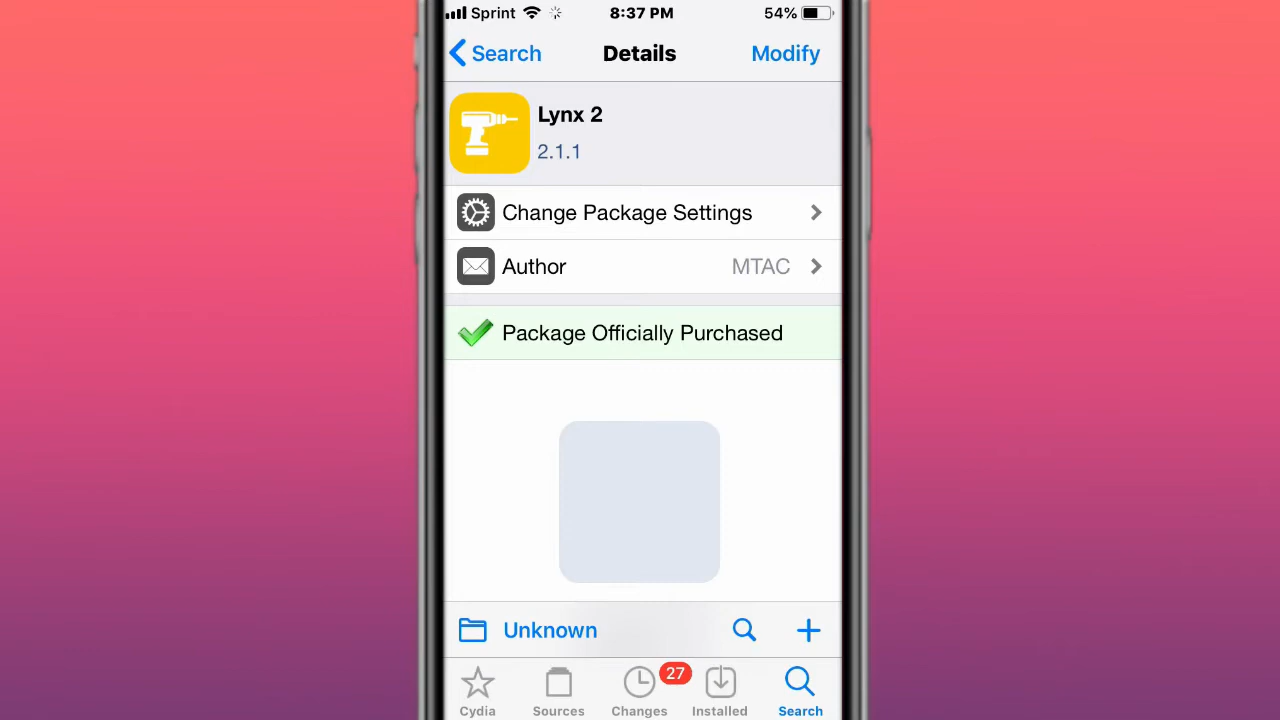 Sprint 8:37 PM 54%
Search Details Modify
Lynx 2
2.1.1
Change Package Settings
Author MTAC
Package Officially Purchased
Unknown
27
Cydia Sources Changes Installed Search